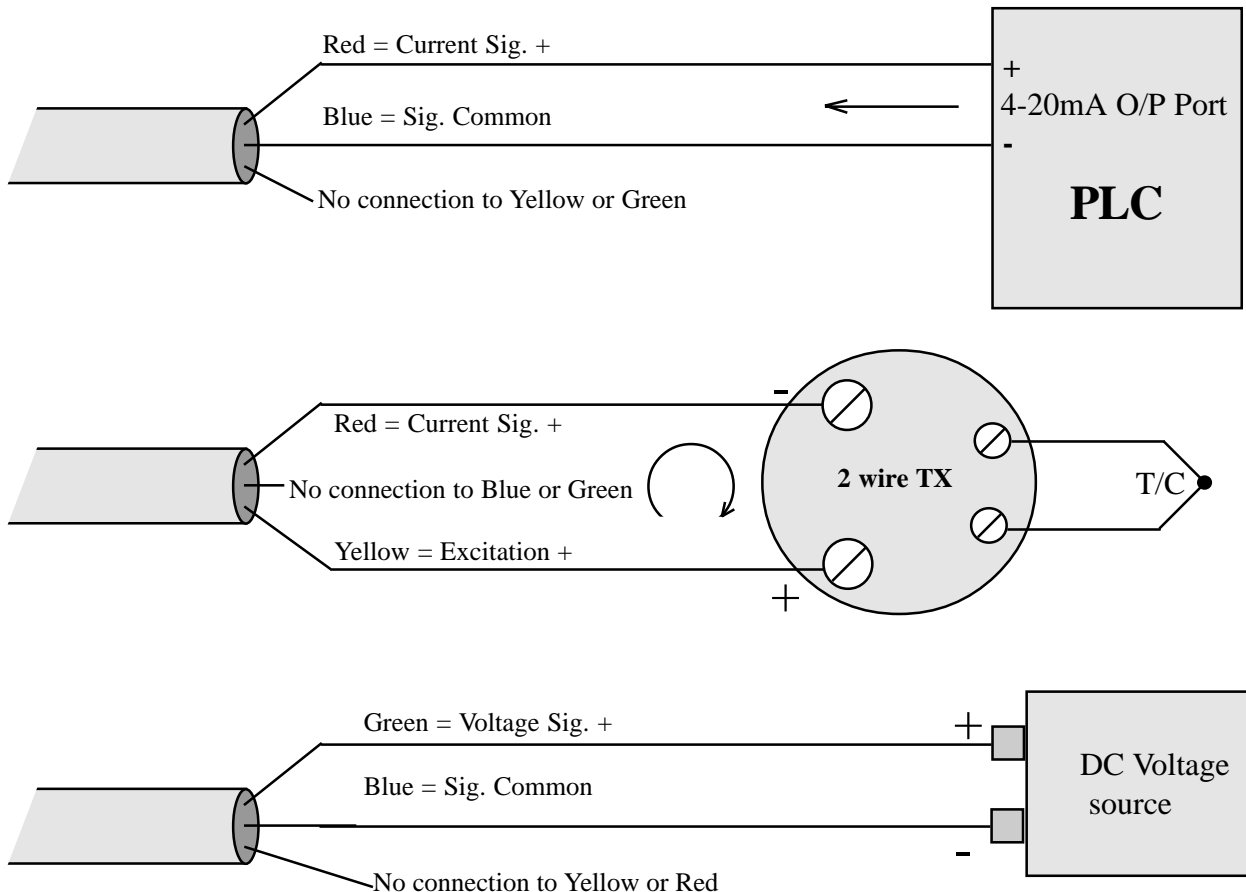 Red = Current Sig. +
+
4-20mA O/P Port
Blue = Sig. Common
-
No connection to Yellow or Green
PLC
-
Red = Current Sig. +
2 wire TX
T/C
No connection to Blue or Green
Yellow = Excitation +
+
Green = Voltage Sig. +
+
DC Voltage
source
Blue = Sig. Common
-
No connection to Yellow or Red